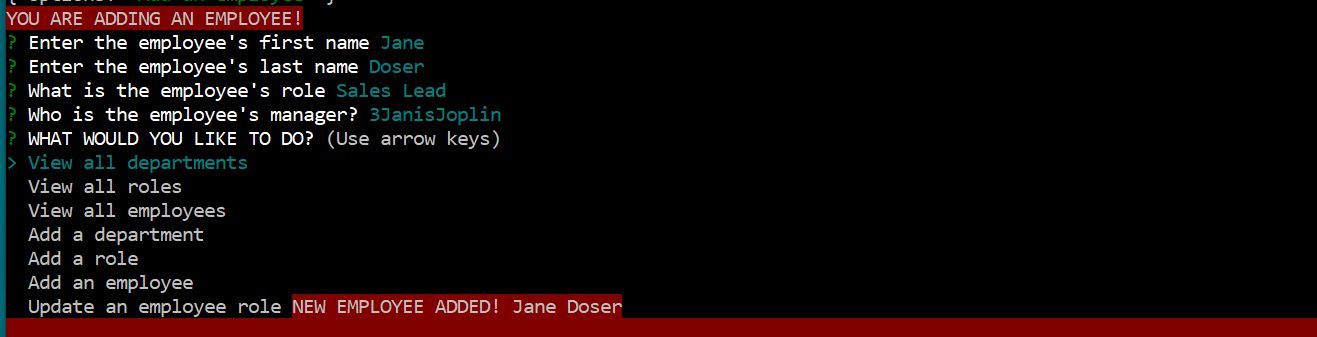 YOU ARE ADDING AN EMPLOYEE!
? Enter the employee's first name Jane
? Enter the employee's last name Doser
? What is the employee's role Sales Lead
? Who is the employee's manager? 3JanisJoplin
? WHAT WOULD YOU LIKE TO DO? (Use arrow keys)
> View all departments
View all roles
View all employees
Add a department
Add a role
Add an employee
Update an employee role NEW EMPLOYEE ADDED! Jane Doser